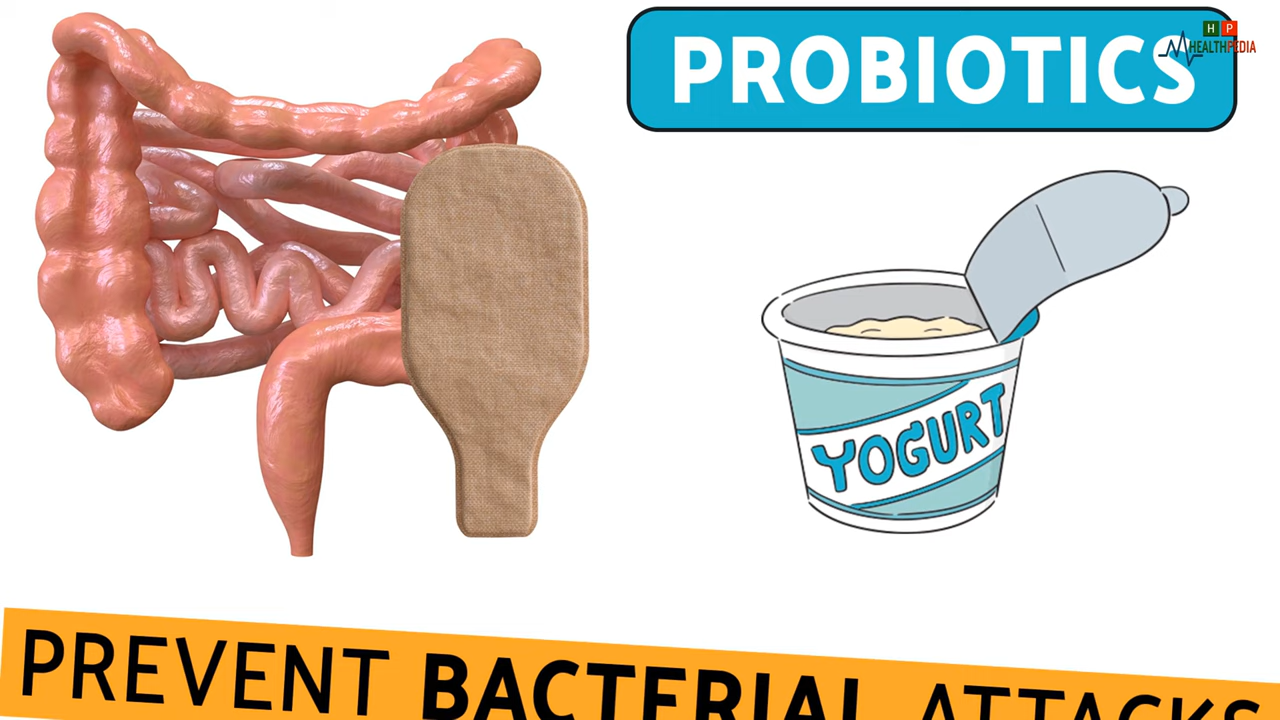 PROBIOTICS
H P
HEALTHPEDIA
YOGURT
PREVENT BACTERIAL ATTACKS